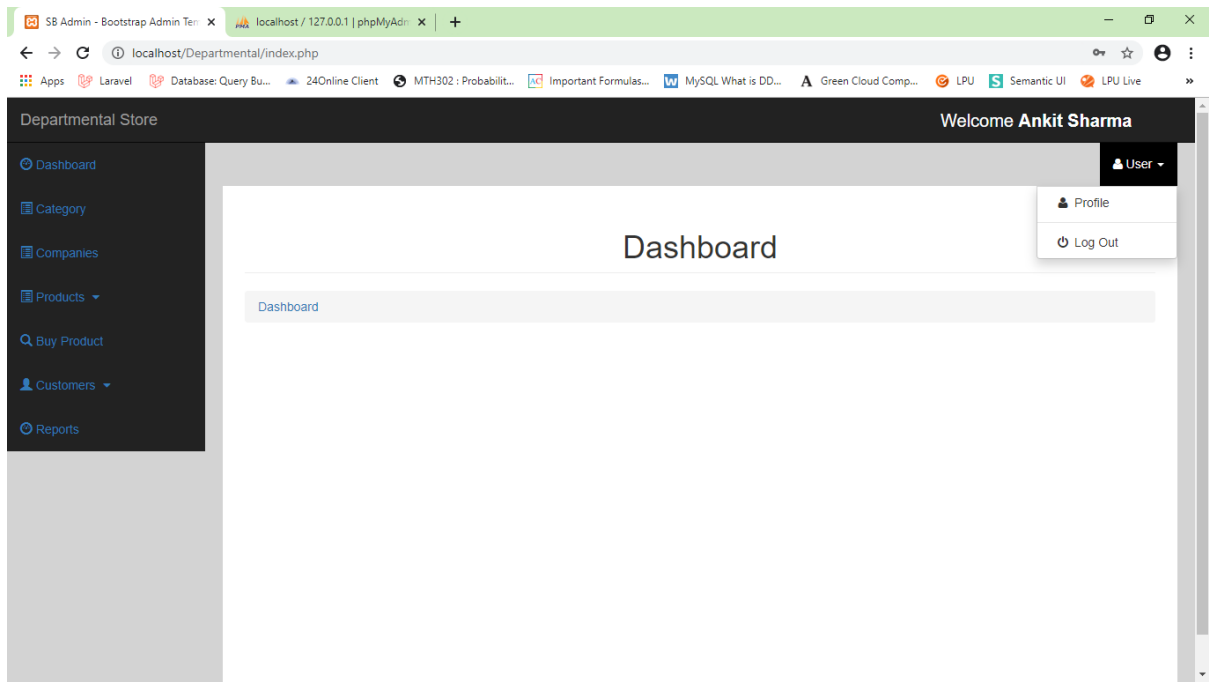 SB Admin - Bootstrap Admin Tem
localhost / 127.0.0.1 | phpMyAdm
localhost/Departmental/index.php
Apps Laravel Database: Query Bu... 24Online Client MTH302 : Probabilit... Important Formulas... MySQL What is DD... Green Cloud Comp... LPU Semantic UI LPU Live »
Departmental Store
Welcome Ankit Sharma
Dashboard
Category
Companies
Products
Buy Product
Customers
Reports
User
Profile
Log Out
Dashboard
Dashboard